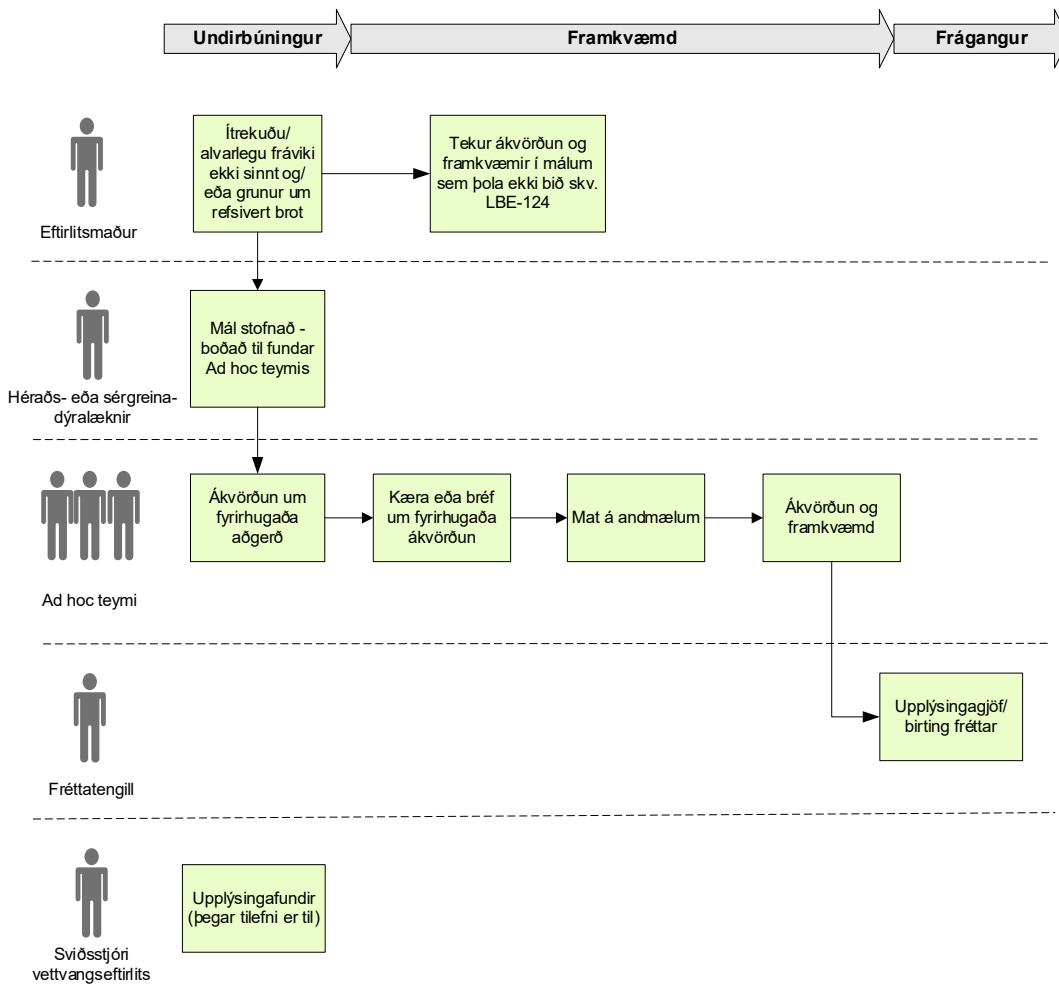 Undirbúningur
Framkvæmd
Frágangur
Ítrekuðu/
alvarlegu fráviki
ekki sinnt og/
eða grunur um
refsivert brot
Tekur ákvörðun og
framkvæmir í málum
sem þola ekki bið skv.
LBE-124
Eftirlitsmaður
Mál stofnað -
boðað til fundar
Ad hoc teymis
Héraðs- eða sérgreina-
dýralæknir
Ákvörðun um
fyrirhugaða
aðgerð
Kæra eða bréf
um fyrirhugaða
ákvörðun
Mat á andmælum
Ákvörðun og
framkvæmd
Ad hoc teymi
Upplýsingagjöf/
birting fréttar
Fréttatengill
Upplýsingafundir
(þegar tilefni er til)
Sviðsstjóri
vettvangseftirlits